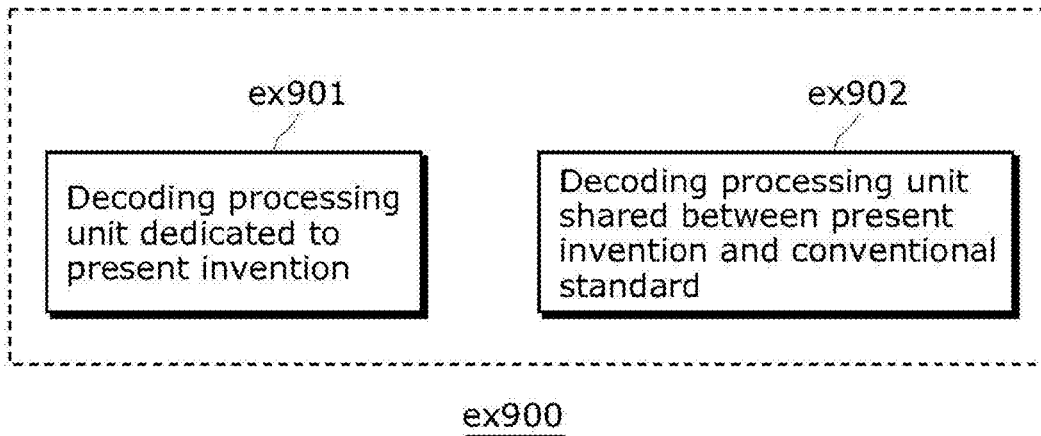 ex901
ex902
Decoding processing
unit dedicated to
present invention
Decoding processing unit
shared between present
invention and conventional
standard
ex900